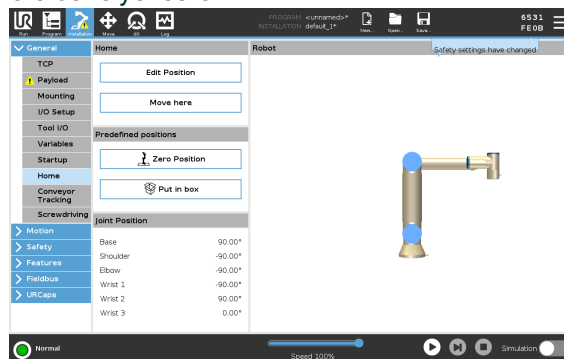 UR
PROGRAM <unnamed>*
INSTALLATION default_1*
6531
FE0B
Run Program Installation Move I/O Log New... Open... Save...
General
Home
Robot
Safety settings have changed
TCP
Payload
Mounting
I/O Setup
Tool I/O
Variables
Startup
Home
Conveyor
Tracking
Screwdriving
Motion
Safety
Features
Fieldbus
URCaps
Edit Position
Move here
Predefined positions
Zero Position
Put in box
Joint Position
Base 90.00°
Shoulder -90.00°
Elbow -90.00°
Wrist 1 -90.00°
Wrist 2 90.00°
Wrist 3 0.00°
Normal
Speed 100%
Simulation